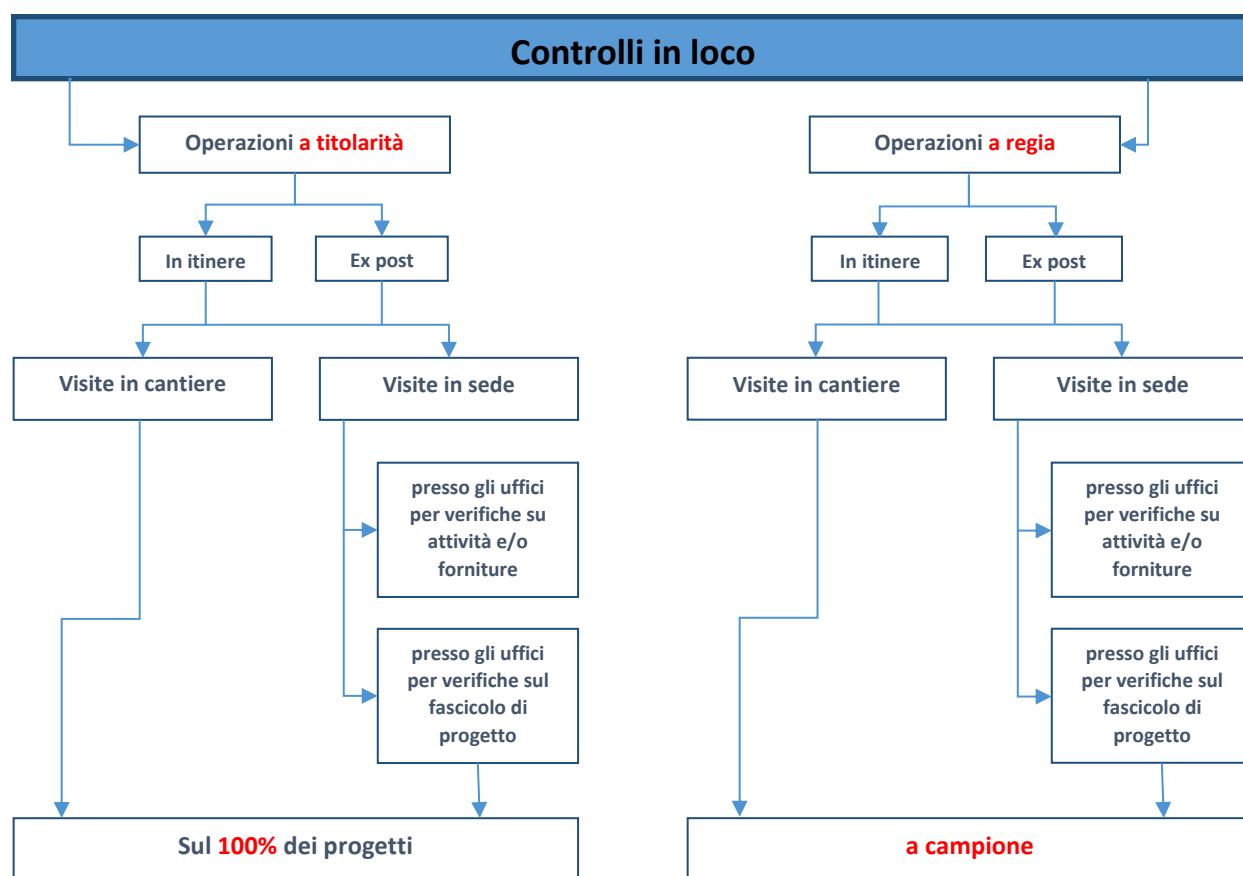 Controlli in loco
Operazioni a titolarità
Operazioni a regia
In itinere
Ex post
In itinere
Ex post
Visite in cantiere
Visite in sede
Visite in cantiere
Visite in sede
presso gli uffici
per verifiche su
attività e/o
forniture
presso gli uffici
per verifiche su
attività e/o
forniture
presso gli uffici
per verifiche sul
fascicolo di
progetto
presso gli uffici
per verifiche sul
fascicolo di
progetto
Sul 100% dei progetti
a campione